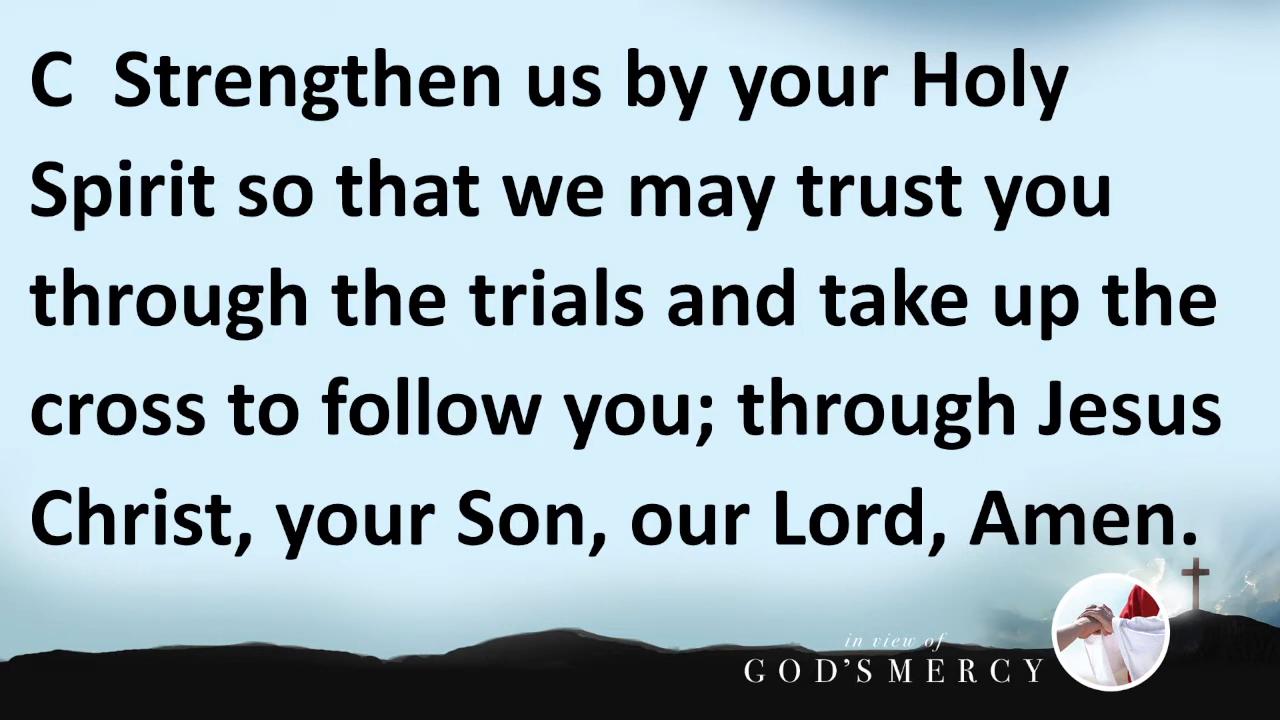 C  Strengthen us by your Holy
Spirit so that we may trust you
through the trials and take up the
cross to follow you; through Jesus
Christ, your Son, our Lord, Amen.
in view of
GOD'S MERCY